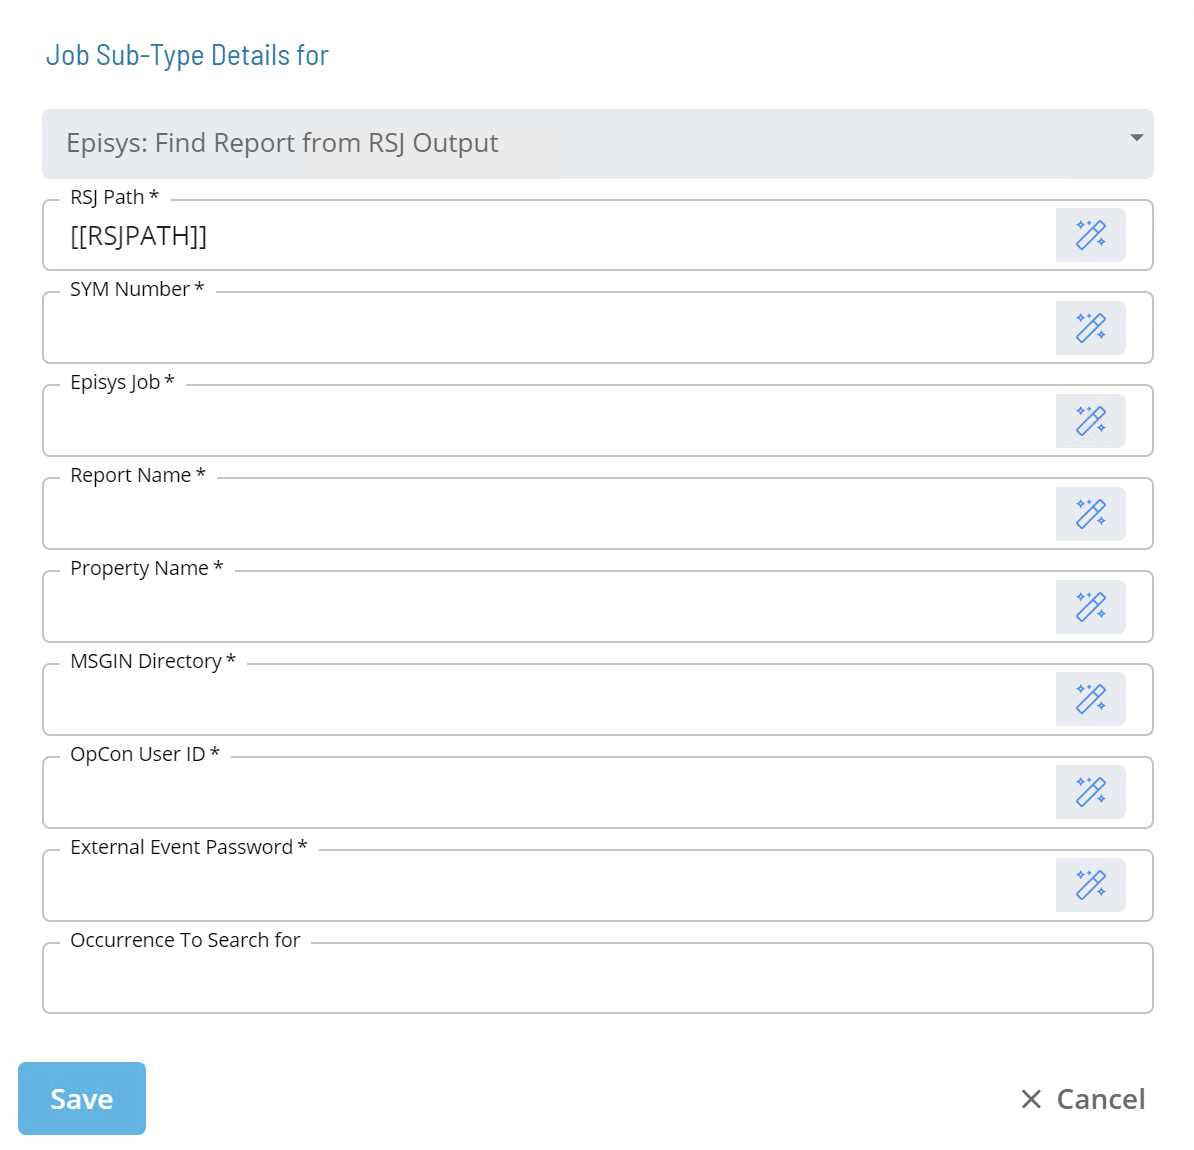 Job Sub-Type Details for
Episys: Find Report from RSJ Output
RSJ Path *
[[RSJPATH]]
SYM Number *
Episys Job *
Report Name *
Property Name *
MSGIN Directory *
OpCon User ID *
External Event Password *
Occurrence To Search for
Save
Cancel